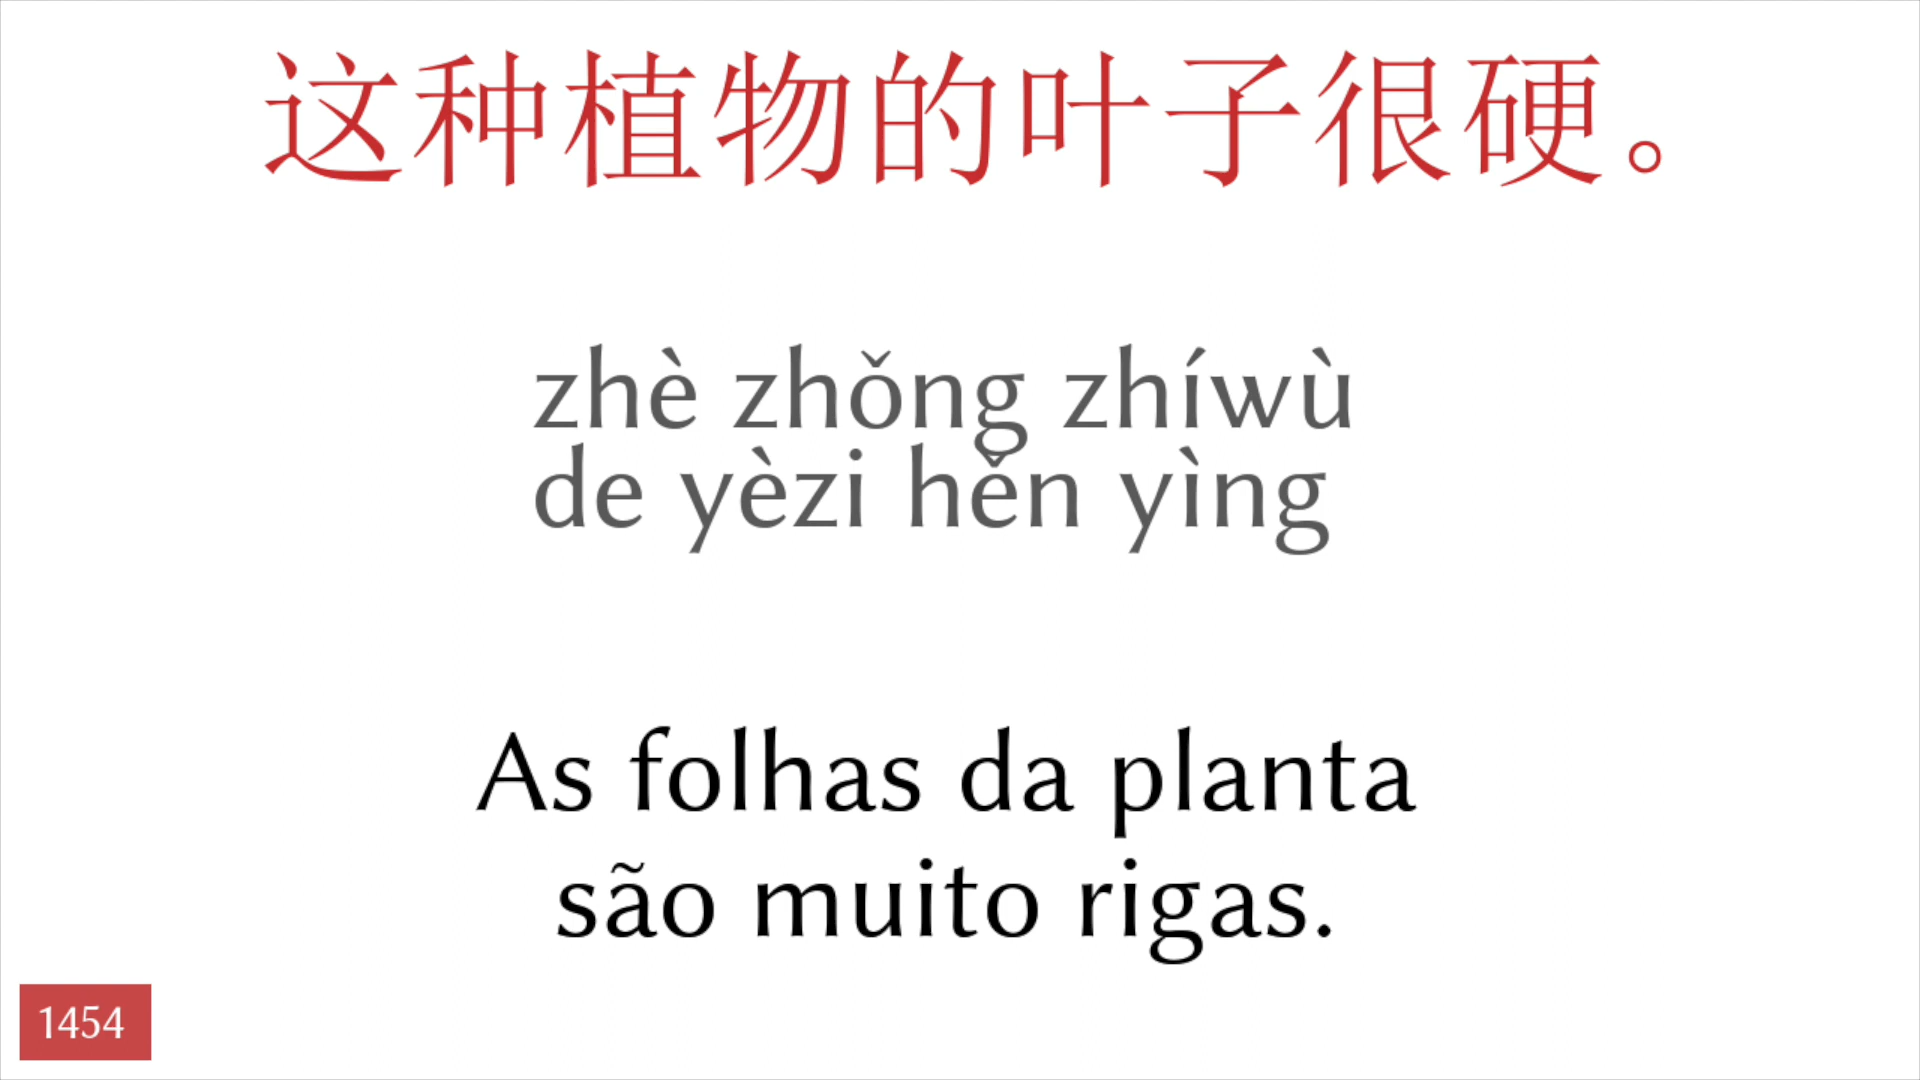 这种植物的叶子很硬。
zhè zhǒng zhíwù
de yèzi hěn yìng
As folhas da planta
são muito rigas.
1454